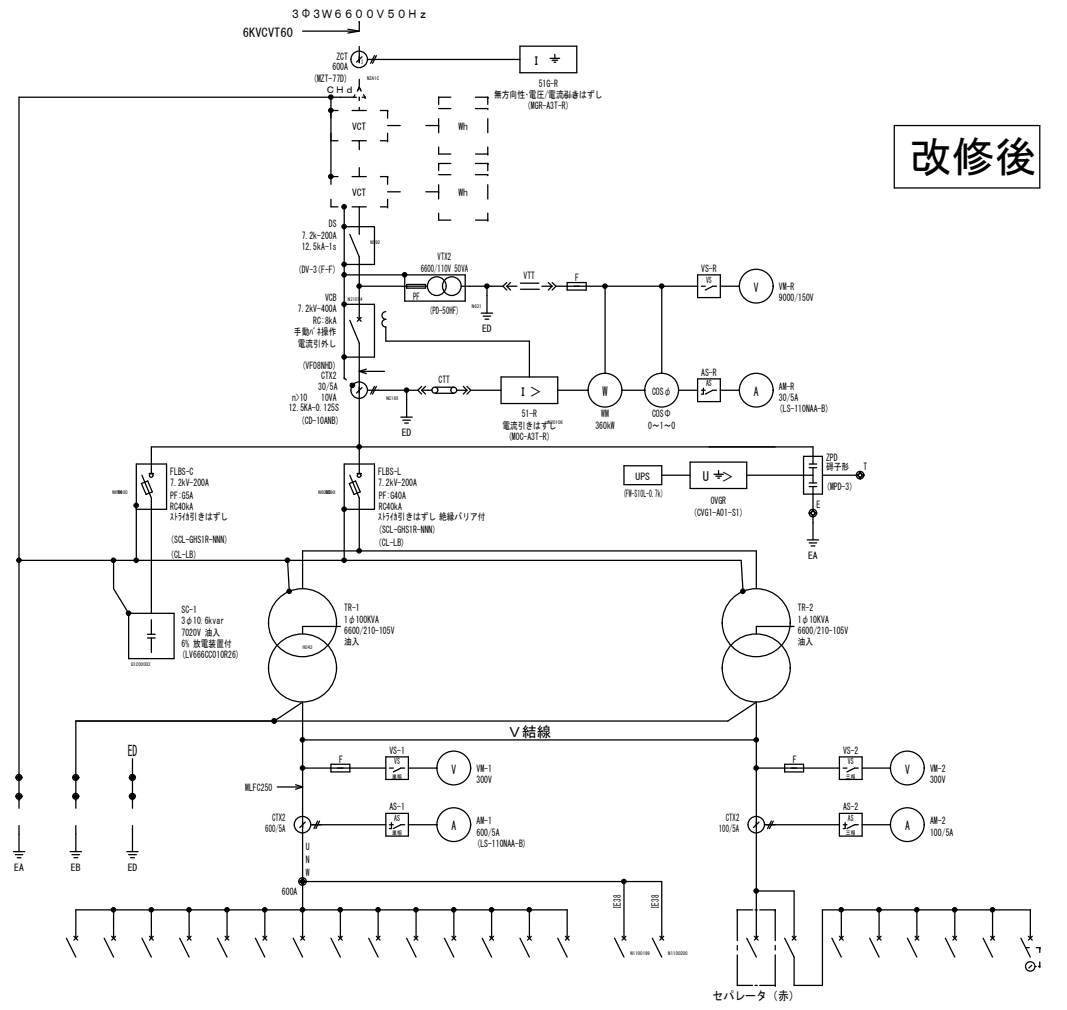 3Φ3W6600V50Hz
6KVCVT60
ZCT
600A
(MZT-77D)
I
51G-R
無方向性・電圧/電流引きはずし
(MGR-A3T-R)
CHd
VCT
Wh
VCT
Wh
改修後
DS
7.2k-200A
12.5kA-1s
(DV-3(F-F)
VTX2
6600/110V 50VA
PF
(PD-50HF)
ED
VTT
F
VS-R
VS
V
VM-R
9000/150V
VCB
7.2kV-400A
RC:8kA
手動バネ操作
電流引外し
(VF08NHD)
CTX2
30/5A
n>10 10VA
12.5KA-0.125S
(CD-10ANB)
ED
CTT
I >
51-R
電流引きはずし
(MOC-A3T-R)
W
WM
360kW
COSφ
COSΦ
0~1~0
AS-R
AS
A
AM-R
30/5A
(LS-110NAA-B)
FLBS-C
7.2kV-200A
PF:G5A
RC40kA
ストライカ引きはずし
(SCL-GHS1R-NNN)
(CL-LB)
FLBS-L
7.2kV-200A
PF:G40A
RC40kA
ストライカ引きはずし 絶縁バリア付
(SCL-GHS1R-NNN)
(CL-LB)
UPS
(FW-S10L-0.7k)
U >
OVGR
(CVG1-A01-S1)
ZPD
碍子形
(MPD-3)
T
E
EA
SC-1
3φ10.6kvar
7020V 油入
6% 放電装置付
(LV666CC010R26)
G1200002
TR-1
1φ100KVA
6600/210-105V
油入
TR-2
1φ10KVA
6600/210-105V
油入
V結線
ED
F
VS-1
VS
V
VM-1
300V
F
VS-2
VS
三相
V
VM-2
300V
MLFC250
CTX2
600/5A
AS-1
AS
A
AM-1
600/5A
(LS-110NAA-B)
CTX2
100/5A
AS-2
AS
三相
A
AM-2
100/5A
EA
EB
ED
U
N
W
600A
IE38
IE38
N1100199
N1100200
セパレータ (赤)